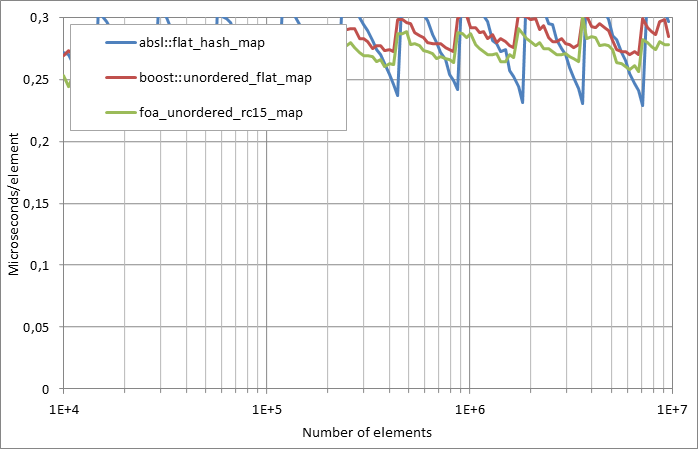 0,3
absl::flat_hash_map
boost::unordered_flat_map
foa_unordered_rc15_map
0,25
0,2
0,15
0,1
0,05
0
Microseconds/element
1E+4
1E+5
1E+6
1E+7
Number of elements